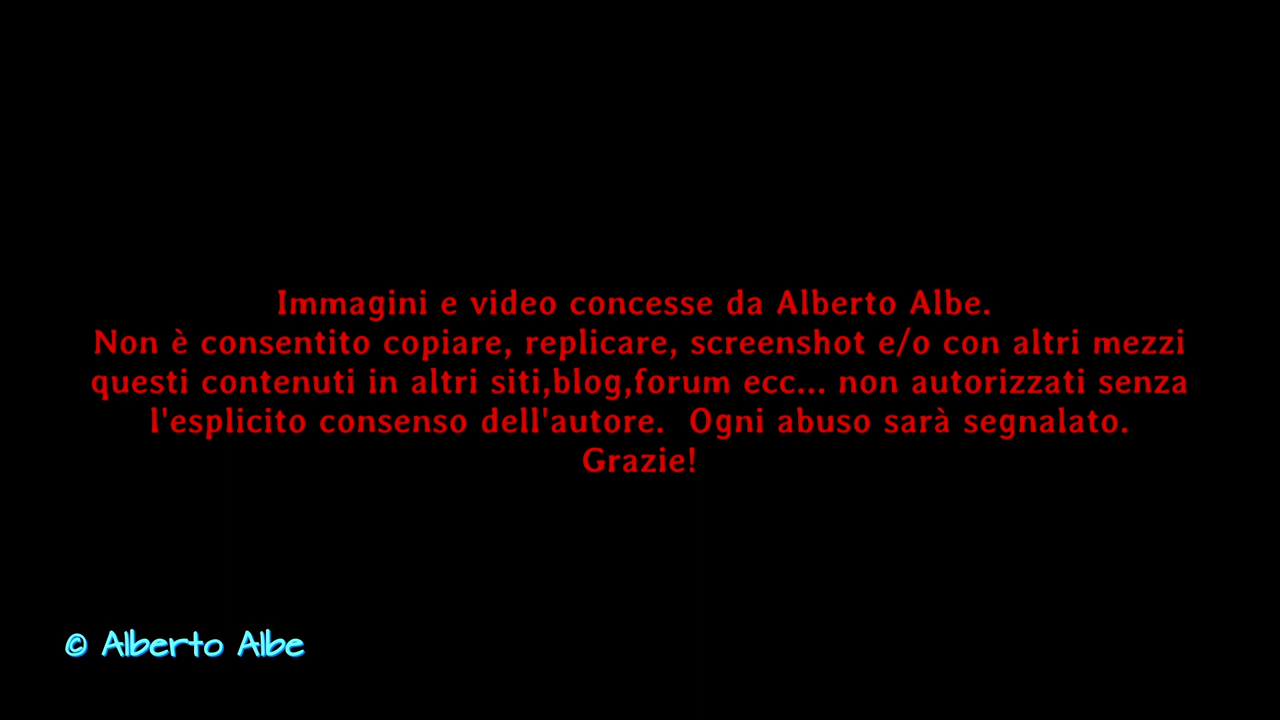 Immagini e video concesse da Alberto Albe.
Non è consentito copiare, replicare, screenshot e/o con altri mezzi
questi contenuti in altri siti,blog,forum ecc... non autorizzati senza
l'esplicito consenso dell'autore.  Ogni abuso sarà segnalato.
Grazie!
© Alberto Albe